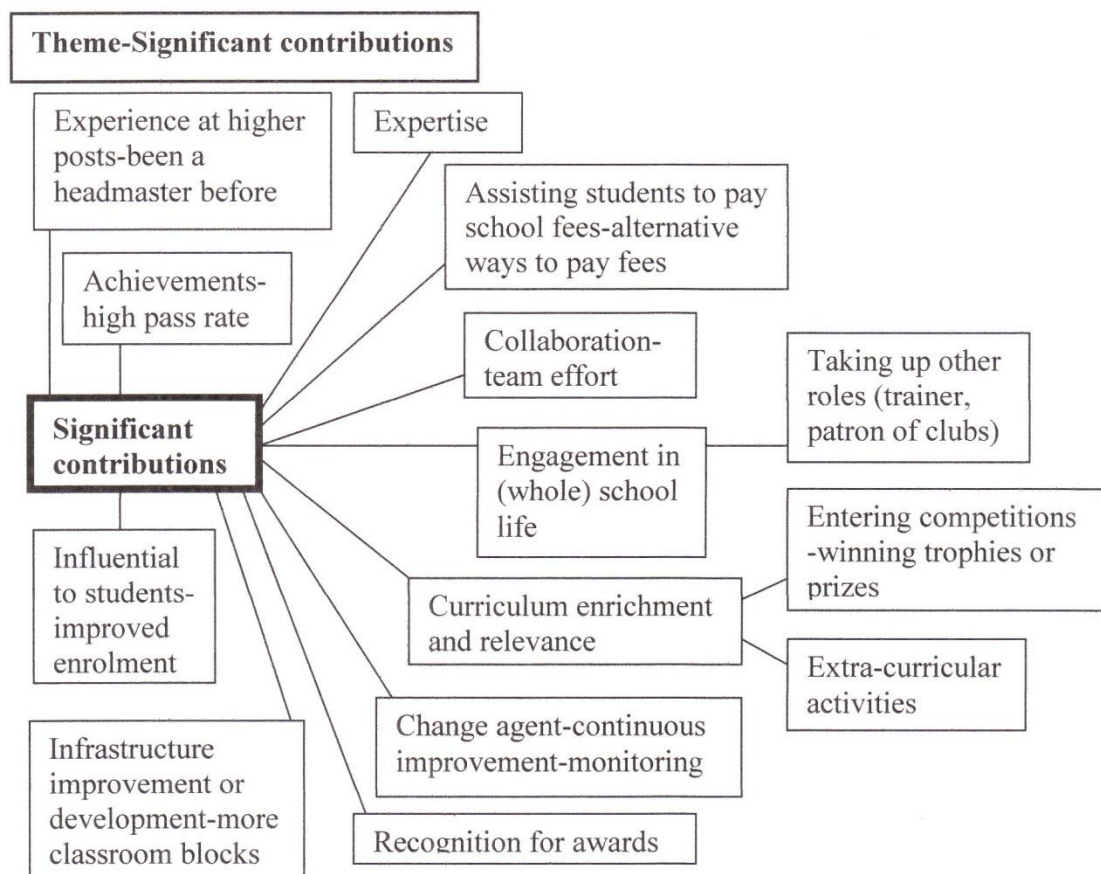 Theme-Significant contributions
Experience at higher
posts-been a
headmaster before
Expertise
Assisting students to pay
school fees-alternative
ways to pay fees
Achievements-
high pass rate
Collaboration-
team effort
Taking up other
roles (trainer,
patron of clubs)
Significant
contributions
Engagement in
(whole) school
life
Entering competitions
-winning trophies or
prizes
Influential
to students-
improved
enrolment
Curriculum enrichment
and relevance
Extra-curricular
activities
Change agent-continuous
improvement-monitoring
Infrastructure
improvement or
development-more
classroom blocks
Recognition for awards